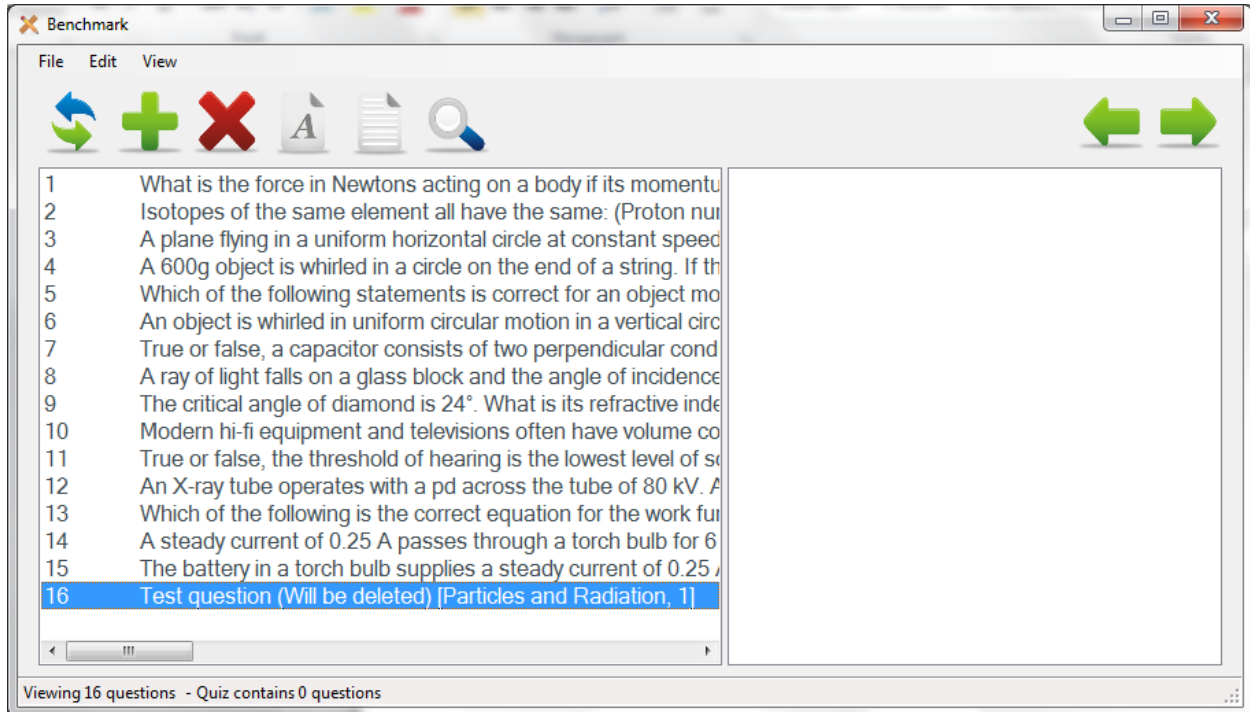 Benchmark
File Edit View
A
1 What is the force in Newtons acting on a body if its
2 Isotopes of the same element all have the same: (Proton
3 A plane flying in a uniform horizontal circle at constant speed
4 A 600g object is whirled in a circle on the end of a string. If
5 Which of the following statements is correct for an object
6 An object is whirled in uniform circular motion in a vertical
7 True or false, a capacitor consists of two perpendicular
8 A ray of light falls on a glass block and the angle of incidence
9 The critical angle of diamond is 24°. What is its refractive
10 Modern hi-fi equipment and televisions often have volume
11 True or false, the threshold of hearing is the lowest level of
12 An X-ray tube operates with a pd across the tube of 80 kV.
13 Which of the following is the correct equation for the work
14 A steady current of 0.25 A passes through a torch bulb for 6
15 The battery in a torch bulb supplies a steady current of 0.25
16 Test question (Will be deleted) [Particles and Radiation, 1]
Viewing 16 questions - Quiz contains 0 questions